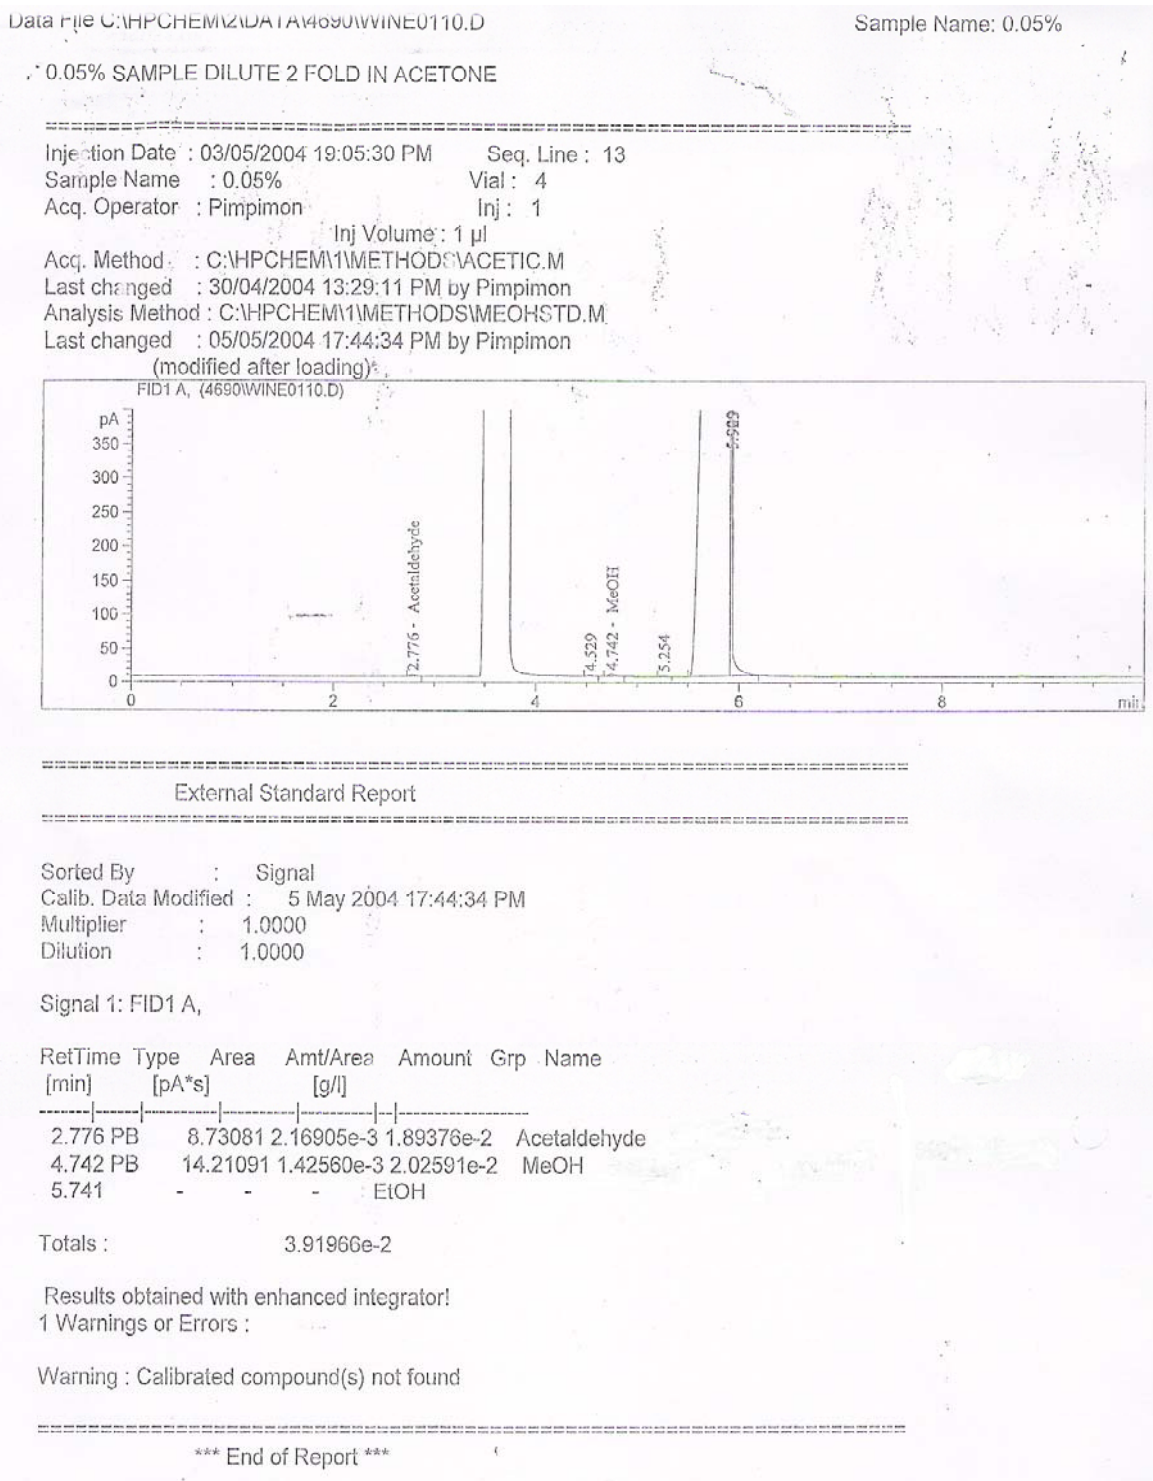 Data File C:\HPCHEM\2\DATA\4690\WINE0110.D Sample Name: 0.05%
0.05% SAMPLE DILUTE 2 FOLD IN ACETONE
=====================================================================
Injection Date : 03/05/2004 19:05:30 PM Seq. Line : 13
Sample Name : 0.05% Vial : 4
Acq. Operator : Pimpimon Inj : 1
Inj Volume : 1 µl
Acq. Method : C:\HPCHEM\1\METHODS\ACETIC.M
Last changed : 30/04/2004 13:29:11 PM by Pimpimon
Analysis Method : C:\HPCHEM\1\METHODS\MEOHSTD.M
Last changed : 05/05/2004 17:44:34 PM by Pimpimon
(modified after loading)
FID1 A, (4690\WINE0110.D)
pA
350
300
250
200
150
100
50
0
2.776 - Acetaldehyde
4.529
4.742 - MeOH
5.254
5.909
0 2 4 6 8 min
=====================================================================
External Standard Report
=====================================================================
Sorted By : Signal
Calib. Data Modified : 5 May 2004 17:44:34 PM
Multiplier : 1.0000
Dilution : 1.0000
Signal 1: FID1 A,
RetTime Type Area Amt/Area Amount Grp Name
[min] [pA*s] [g/l]
-------|------|----------|----------|----------|--|------------------
2.776 PB 8.73081 2.16905e-3 1.89376e-2 Acetaldehyde
4.742 PB 14.21091 1.42560e-3 2.02591e-2 MeOH
5.741 - - - EtOH
Totals : 3.91966e-2
Results obtained with enhanced integrator!
1 Warnings or Errors :
Warning : Calibrated compound(s) not found
=====================================================================
*** End of Report ***